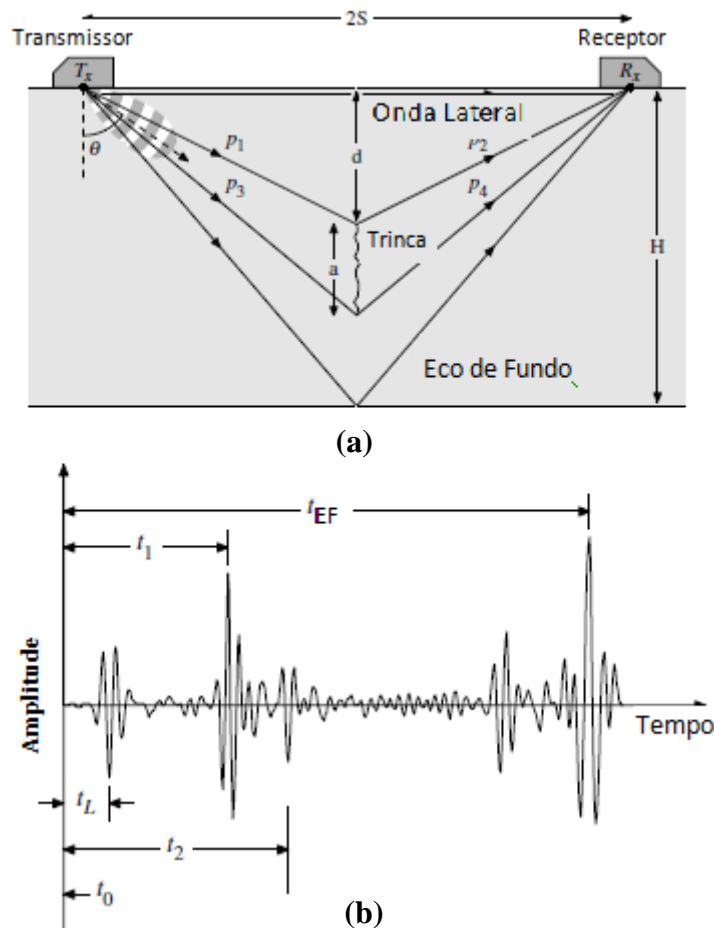 2S
Transmissor
Receptor
Tx
Rx
Onda Lateral
θ
p1
d
p3
p4
Trinca
a
H
Eco de Fundo
(a)
tEF
t1
Amplitude
Tempo
tL
t2
t0
(b)